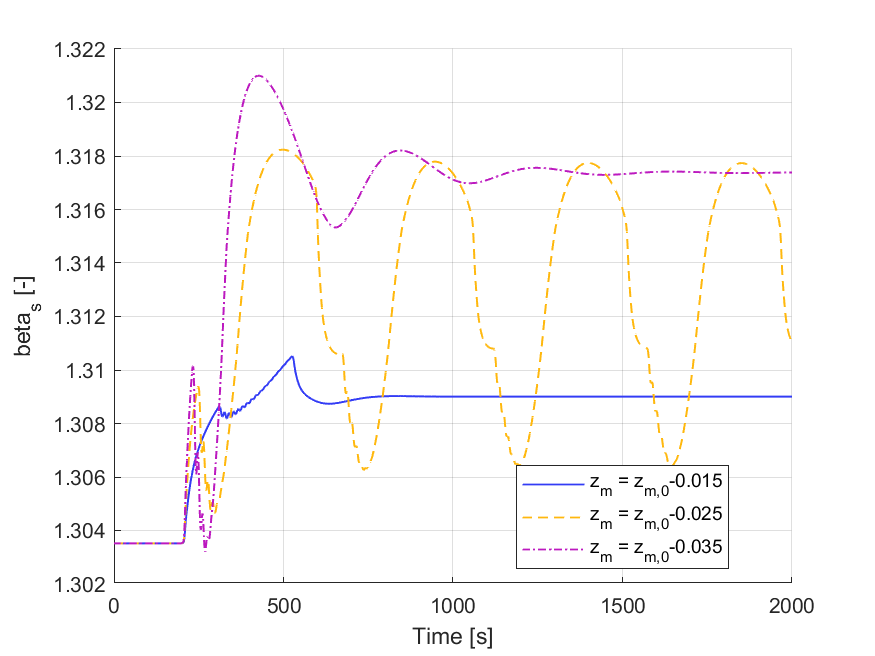 1.322
1.32
1.318
1.316
1.314
1.312
1.31
1.308
1.306
1.304
1.302
beta_s [-]
0 500 1000 1500 2000
Time [s]
z_m = z_m,0-0.015
z_m = z_m,0-0.025
z_m = z_m,0-0.035